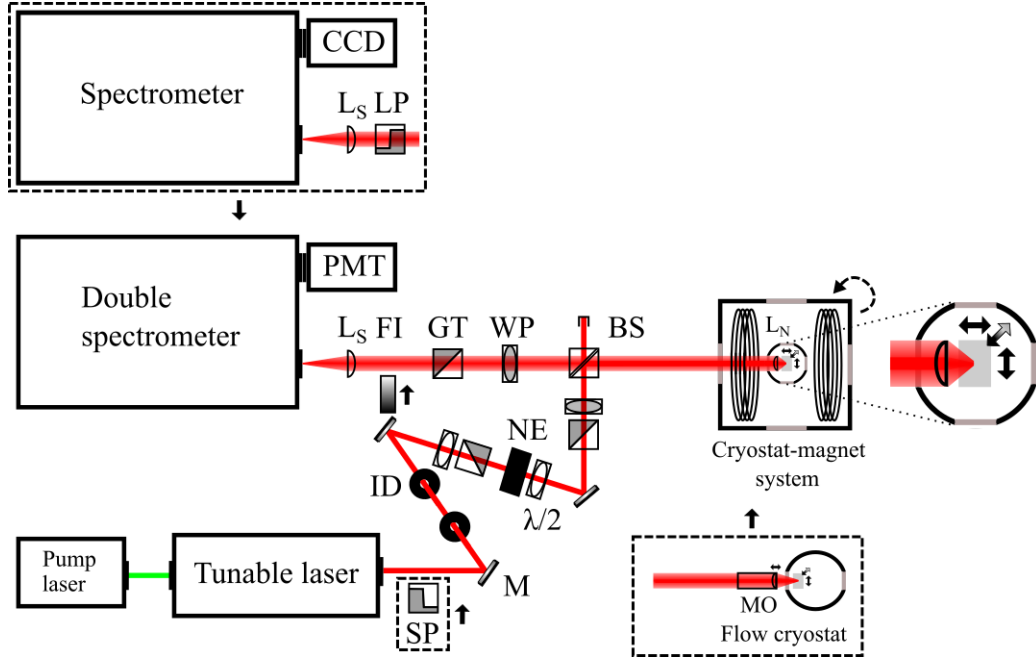 CCD
Spectrometer
L_S LP
PMT
Double
spectrometer
L_S FI GT WP BS
L_N
NE
Cryostat-magnet
system
ID
λ/2
Pump
laser
Tunable laser
M
SP
MO
Flow cryostat